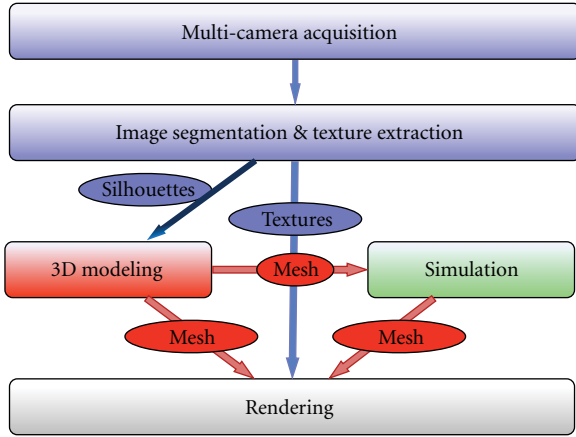 Multi-camera acquisition
Image segmentation & texture extraction
Silhouettes
Textures
3D modeling
Mesh
Simulation
Mesh
Mesh
Rendering